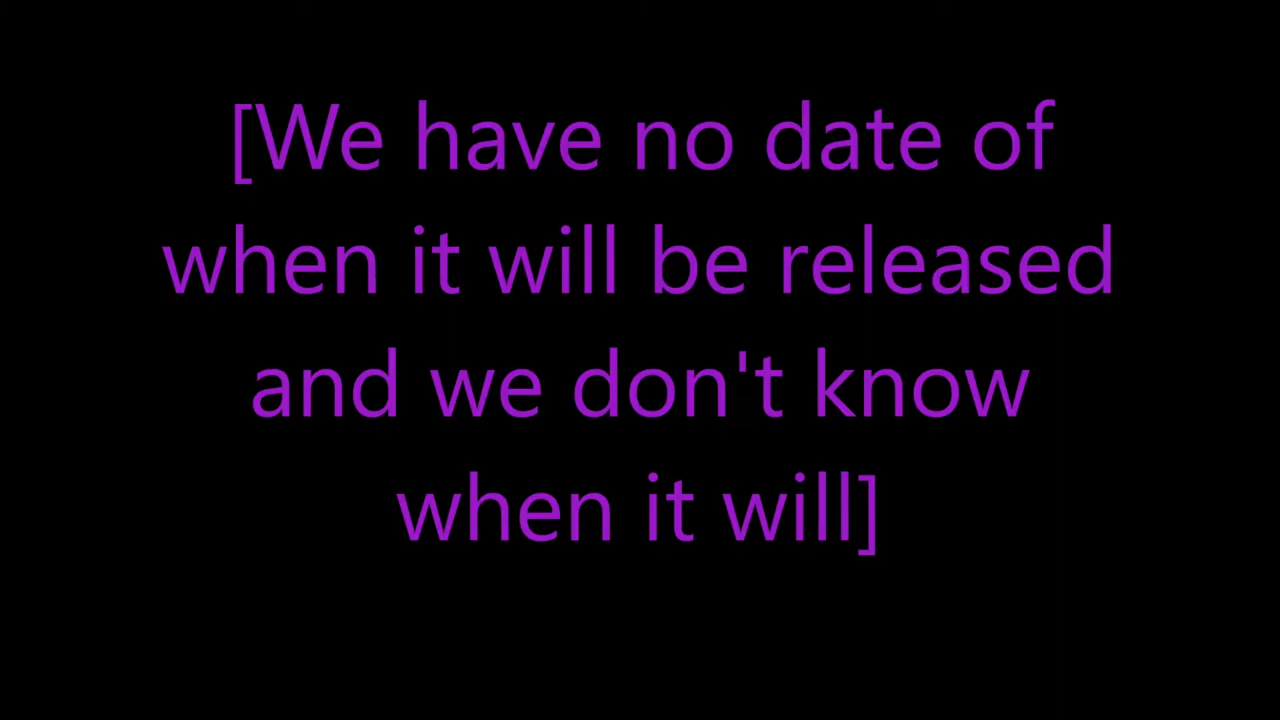 [We have no date of
when it will be released
and we don't know
when it will]